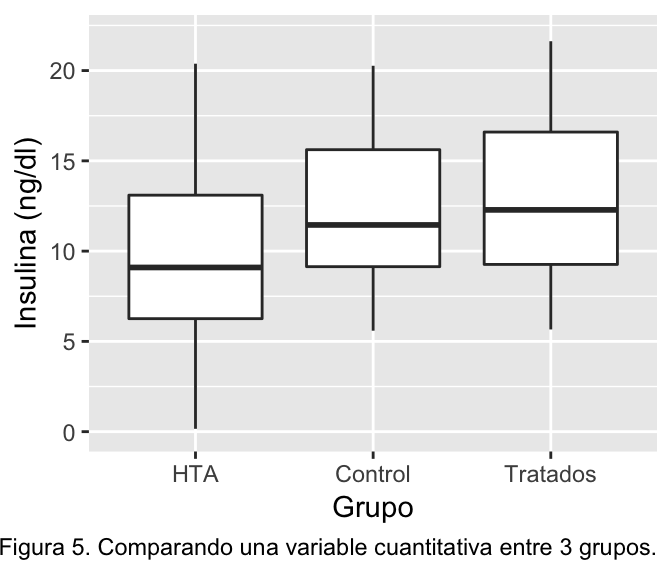 Insulina (ng/dl)
20
15
10
5
0
HTA Control Tratados
Grupo
Figura 5. Comparando una variable cuantitativa entre 3 grupos.